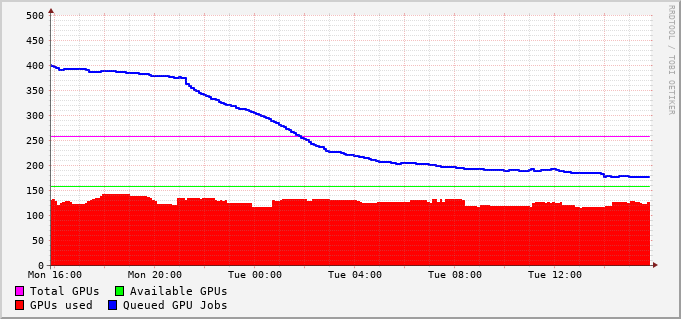 500
450
400
350
300
250
200
150
100
50
0
Mon 16:00 Mon 20:00 Tue 00:00 Tue 04:00 Tue 08:00 Tue 12:00
Total GPUs Available GPUs
GPUs used Queued GPU Jobs
RRDTOOL / TOBI OETIKER